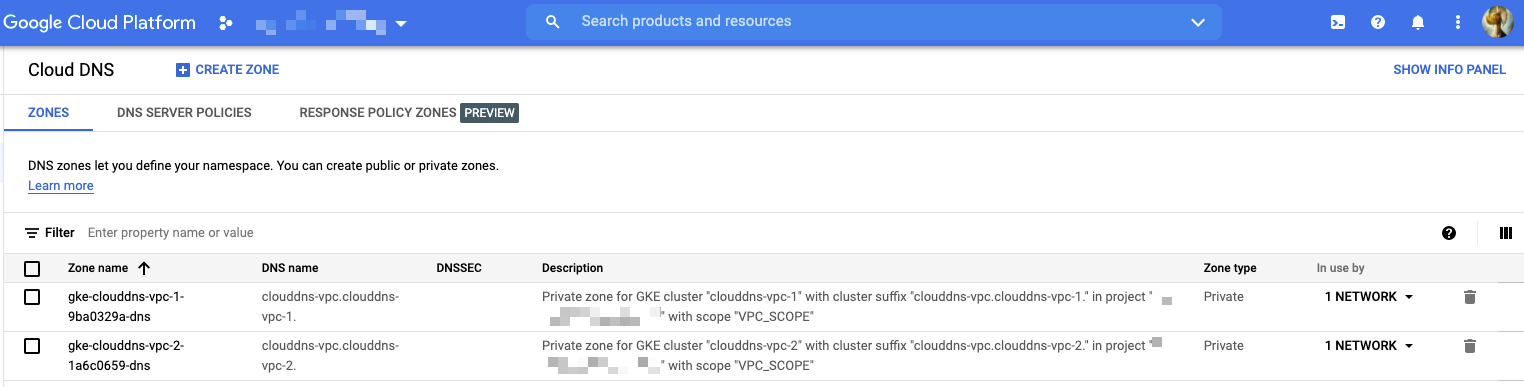 Google Cloud Platform
Search products and resources
Cloud DNS
CREATE ZONE
SHOW INFO PANEL
ZONES
DNS SERVER POLICIES
RESPONSE POLICY ZONES PREVIEW
DNS zones let you define your namespace. You can create public or private zones.
Learn more
Filter Enter property name or value
Zone name DNS name DNSSEC Description Zone type In use by
gke-clouddns-vpc-1- clouddns-vpc.clouddns- Private zone for GKE cluster "clouddns-vpc-1" with cluster suffix "clouddns-vpc.clouddns-vpc-1." in project " Private 1 NETWORK
9ba0329a-dns vpc-1. " with scope "VPC_SCOPE"
gke-clouddns-vpc-2- clouddns-vpc.clouddns- Private zone for GKE cluster "clouddns-vpc-2" with cluster suffix "clouddns-vpc.clouddns-vpc-2." in project " Private 1 NETWORK
1a6c0659-dns vpc-2. " with scope "VPC_SCOPE"